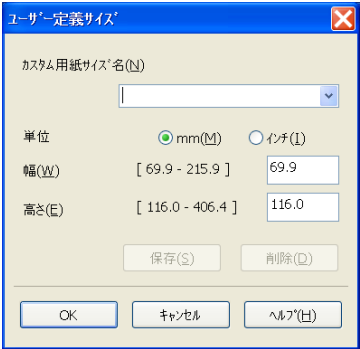 ﾕｰｻﾞｰ定義ｻｲｽﾞ
ｶｽﾀﾑ用紙ｻｲｽﾞ名(N)
単位 mm(M) ｲﾝﾁ(I)
幅(W) [ 69.9 - 215.9 ] 69.9
高さ(E) [ 116.0 - 406.4 ] 116.0
保存(S) 削除(D)
OK ｷｬﾝｾﾙ ﾍﾙﾌﾟ(H)